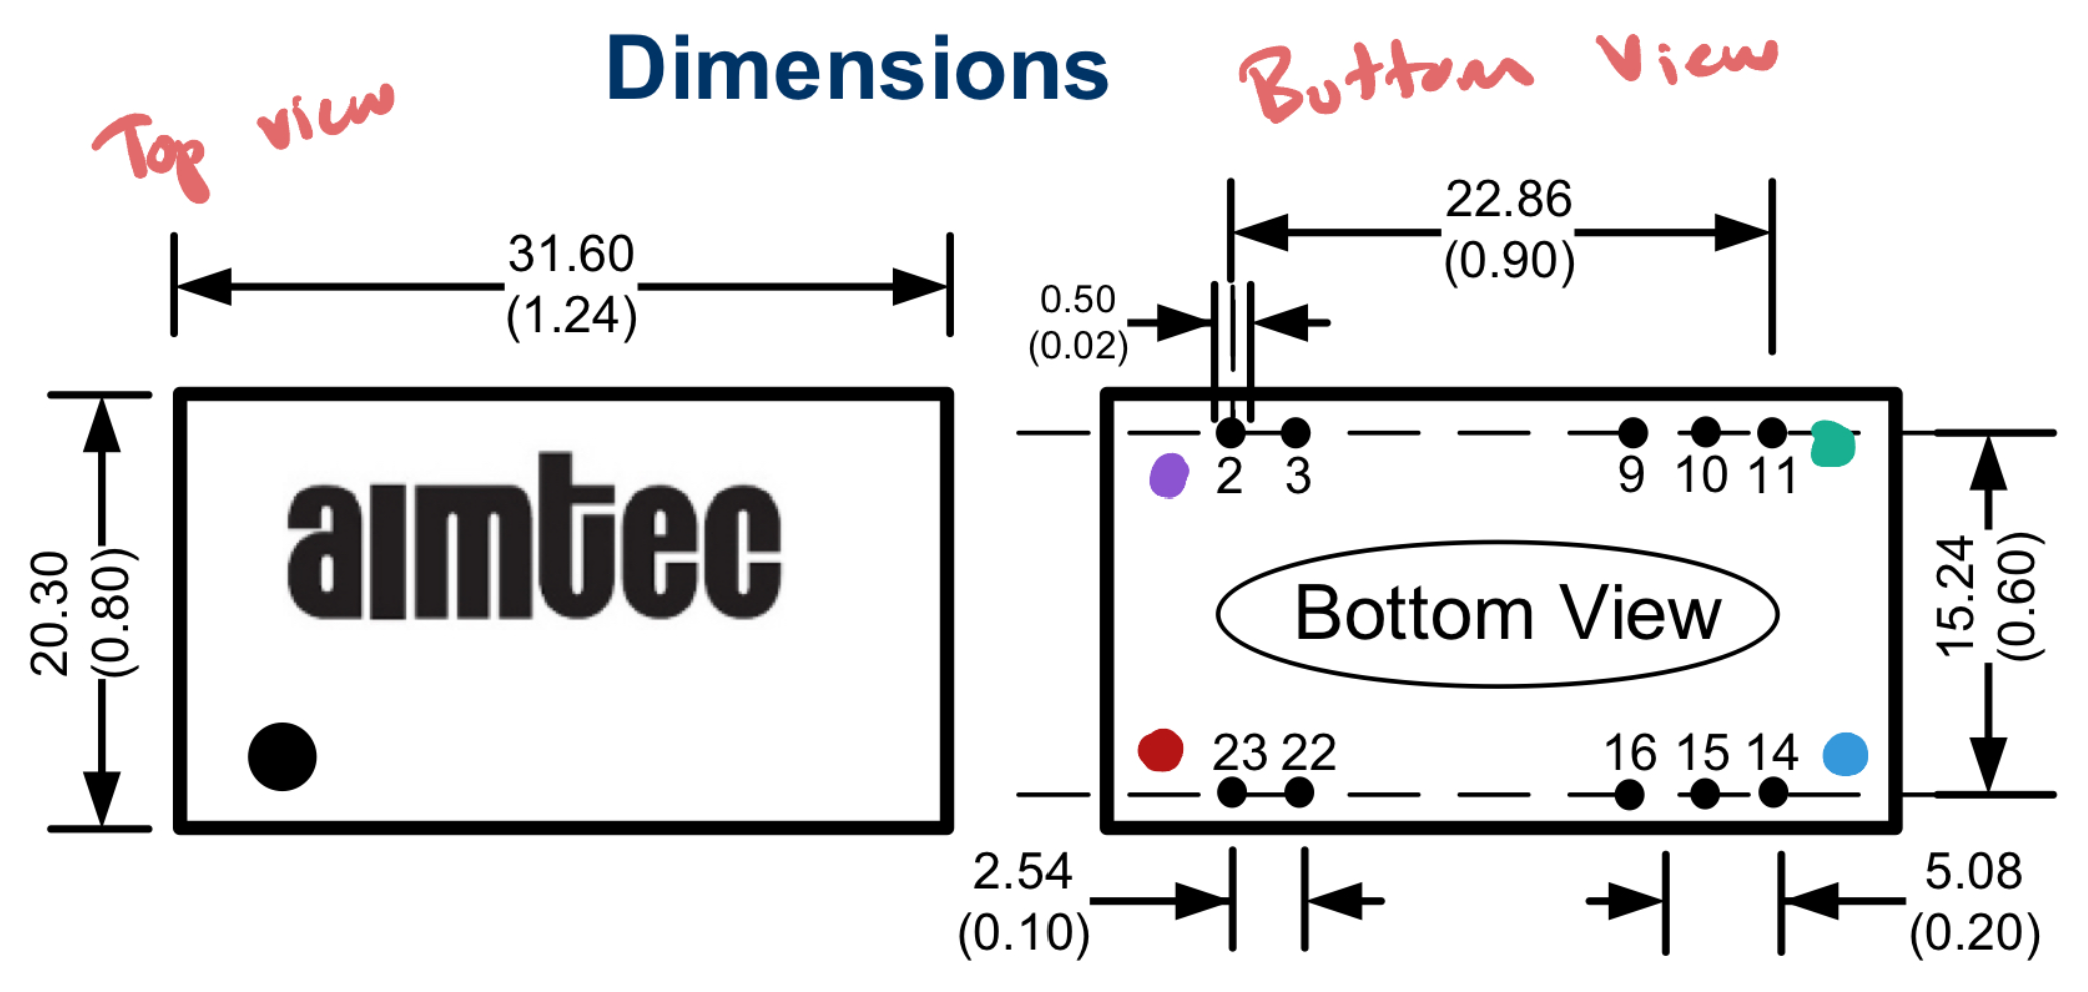 Dimensions
Top view
Bottom View
31.60
(1.24)
22.86
(0.90)
0.50
(0.02)
20.30
(0.80)
aimtec
2 3 9 10 11
Bottom View
15.24
(0.60)
23 22 16 15 14
2.54
(0.10)
5.08
(0.20)